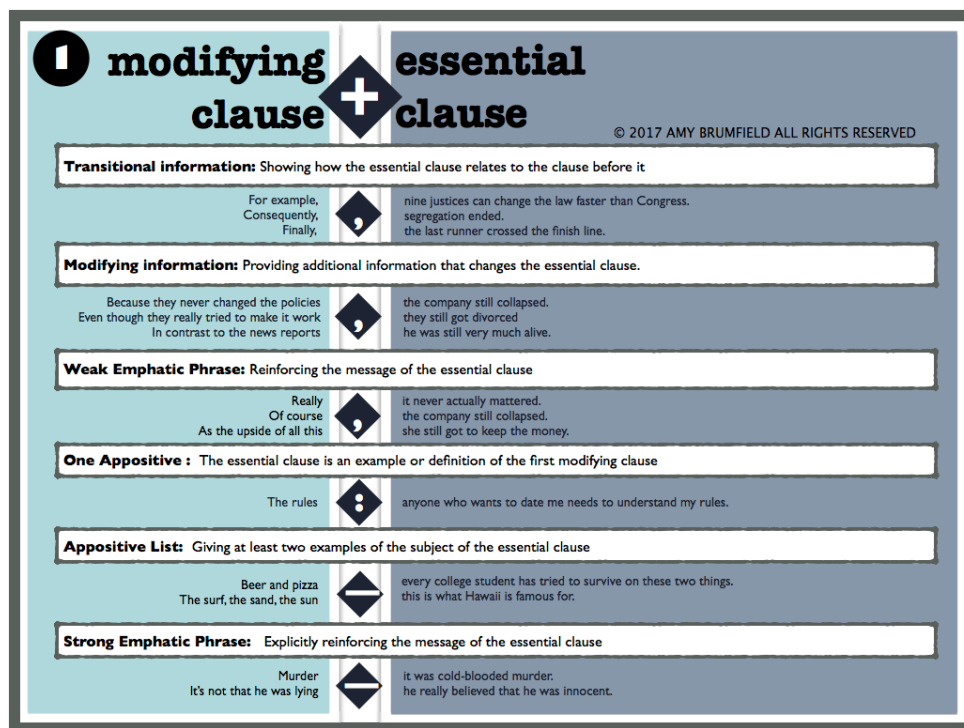 1 modifying clause + essential clause
© 2017 AMY BRUMFIELD ALL RIGHTS RESERVED
Transitional information: Showing how the essential clause relates to the clause before it
For example, , nine justices can change the law faster than Congress.
Consequently, segregation ended.
Finally, the last runner crossed the finish line.
Modifying information: Providing additional information that changes the essential clause.
Because they never changed the policies , the company still collapsed.
Even though they really tried to make it work they still got divorced
In contrast to the news reports he was still very much alive.
Weak Emphatic Phrase: Reinforcing the message of the essential clause
Really , it never actually mattered.
Of course the company still collapsed.
As the upside of all this she still got to keep the money.
One Appositive : The essential clause is an example or definition of the first modifying clause
The rules : anyone who wants to date me needs to understand my rules.
Appositive List: Giving at least two examples of the subject of the essential clause
Beer and pizza — every college student has tried to survive on these two things.
The surf, the sand, the sun this is what Hawaii is famous for.
Strong Emphatic Phrase: Explicitly reinforcing the message of the essential clause
Murder — it was cold-blooded murder.
It's not that he was lying he really believed that he was innocent.